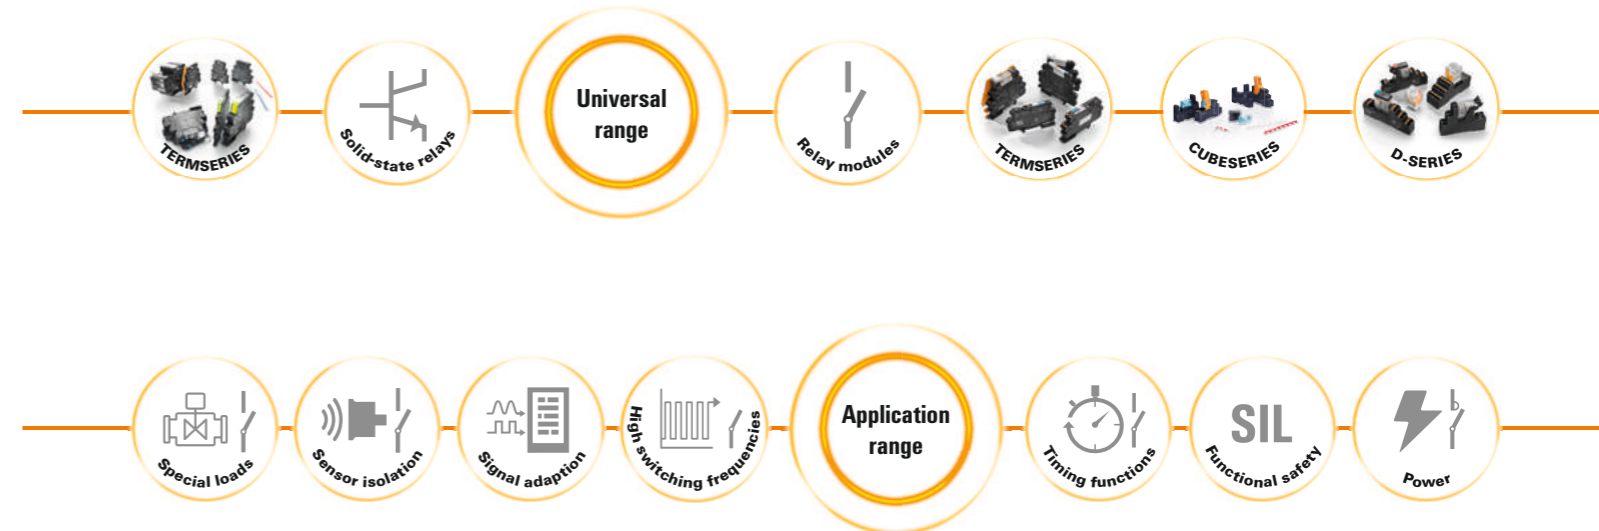 TERMSERIES
Solid-state relays
Universal
range
Relay modules
TERMSERIES
CUBESERIES
D-SERIES
Special loads
Sensor isolation
Signal adaption
High switching frequencies
Application
range
Timing functions
SIL
Functional safety
Power